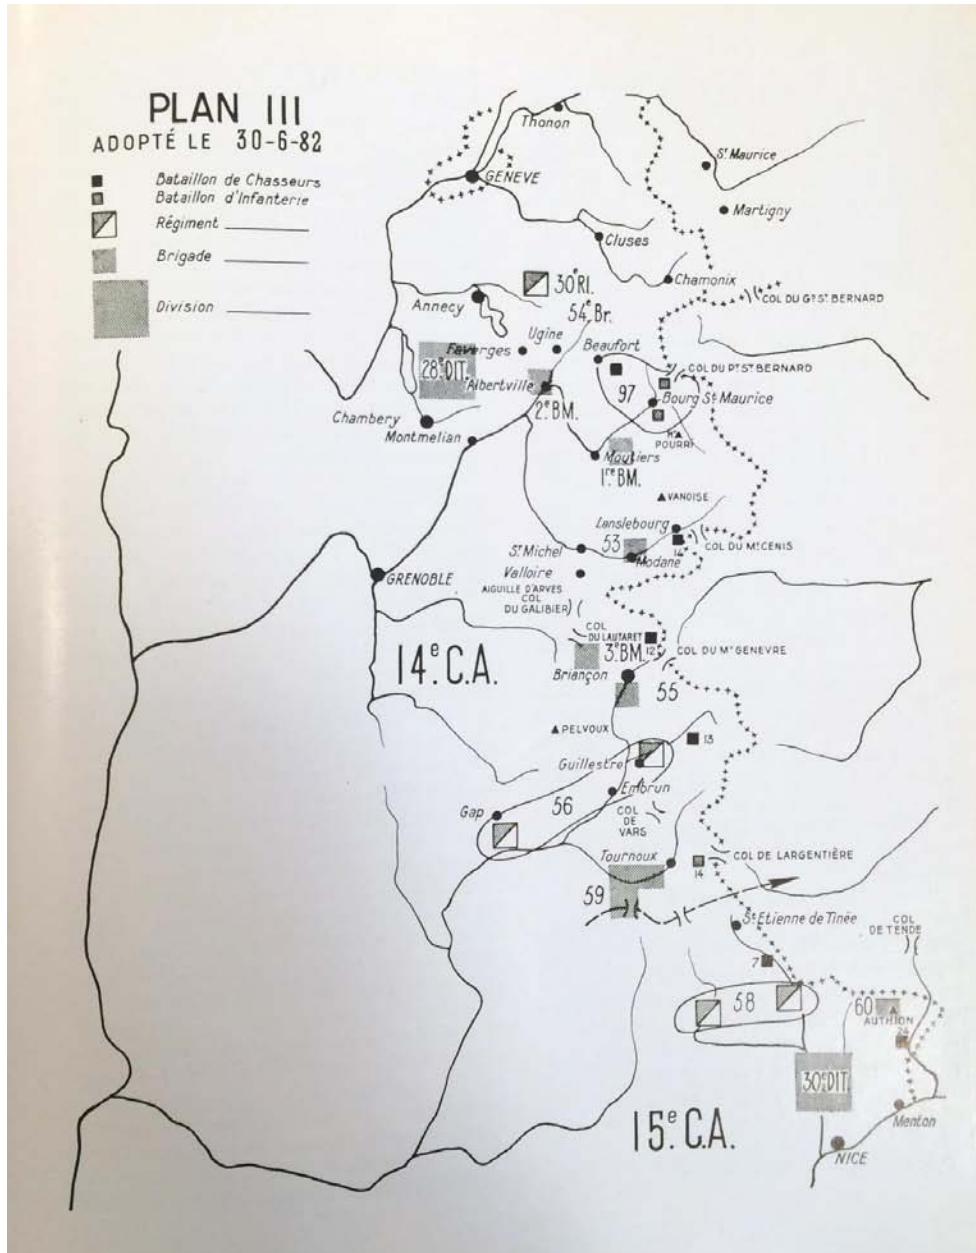 PLAN III
ADOPTÉ LE 30-6-82
Bataillon de Chasseurs
Bataillon d'Infanterie
Régiment
Brigade
Division
Thonon
GENÈVE
St Maurice
Martigny
Cluses
Chamonix
COL DU Gd St BERNARD
30e RI.
Annecy
54e Br.
Ugine
Faverges
Beaufort
28e DIT.
Albertville
COL DU Pt St BERNARD
97
Bourg St Maurice
2e BM.
Chambery
Montmelian
Mt
POURRI
Moutiers
1re BM.
VANOISE
Lanslebourg
St Michel
53
14
COL DU Mt CENIS
Modane
Valloire
GRENOBLE
AIGUILLE D'ARVES
COL
DU GALIBIER
COL
DU LAUTARET
14e C.A.
3e BM.
12
COL DU Mt GENÈVRE
Briançon
55
PELVOUX
13
Guillestre
Embrun
56
Gap
COL
DE
VARS
Tournoux
COL DE LARGENTIÈRE
14
59
St Etienne de Tinée
COL
DE TENDE
7
58
60
AUTHION
24
30e DIT.
15e C.A.
Menton
NICE